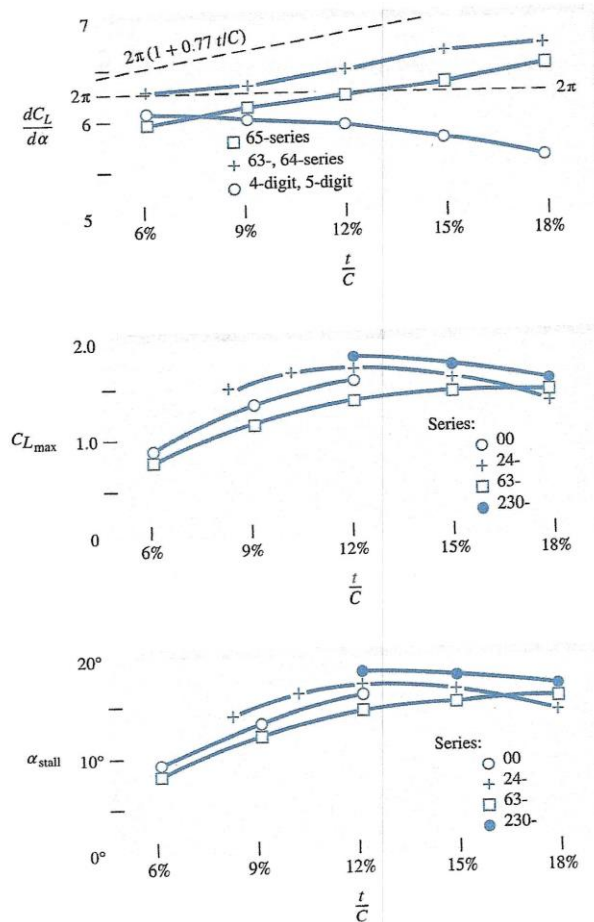 7
2π(1 + 0.77 t/C)
2π
2π
dC_L
dα
6
65-series
63-, 64-series
4-digit, 5-digit
5
6%
9%
12%
15%
18%
t
C
2.0
C_Lmax
1.0
Series:
00
24-
63-
230-
0
6%
9%
12%
15%
18%
t
C
20°
α_stall
10°
Series:
00
24-
63-
230-
0°
6%
9%
12%
15%
18%
t
C